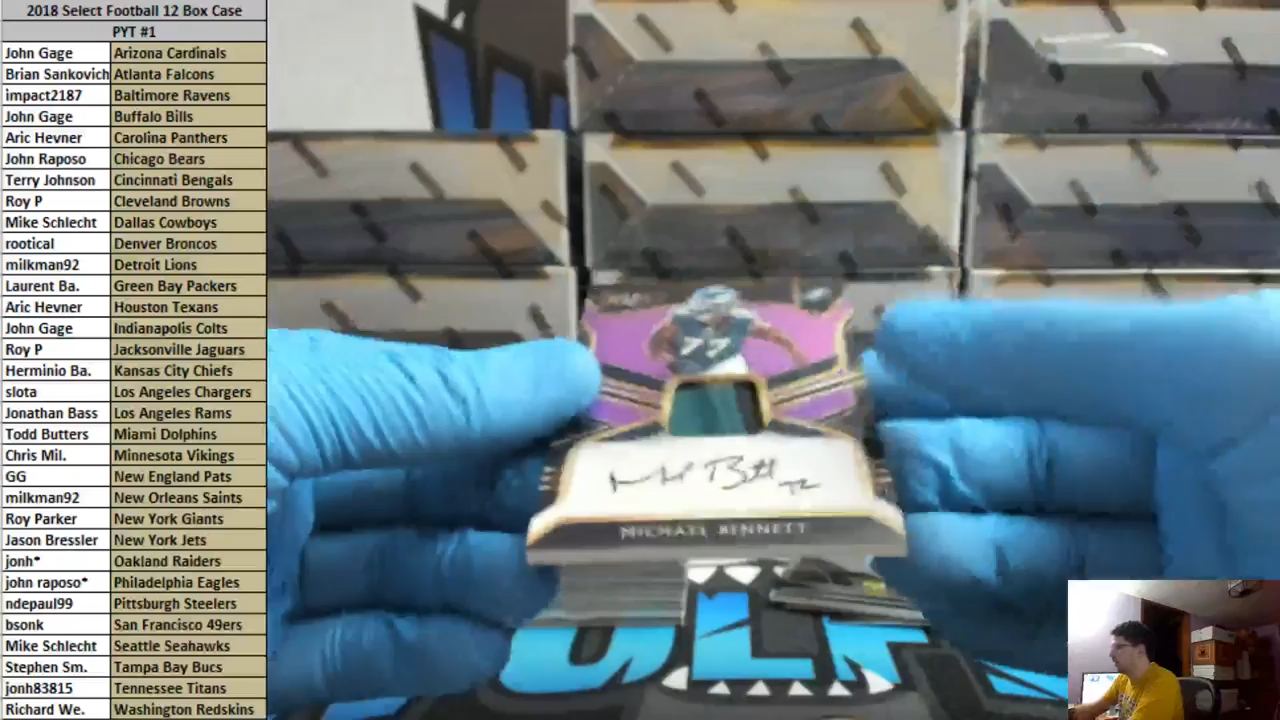 2018 Select Football 12 Box Case
PYT #1
John Gage Arizona Cardinals
Brian Sankovich Atlanta Falcons
impact2187 Baltimore Ravens
John Gage Buffalo Bills
Aric Hevner Carolina Panthers
John Raposo Chicago Bears
Terry Johnson Cincinnati Bengals
Roy P Cleveland Browns
Mike Schlecht Dallas Cowboys
rootical Denver Broncos
milkman92 Detroit Lions
Laurent Ba. Green Bay Packers
Aric Hevner Houston Texans
John Gage Indianapolis Colts
Roy P Jacksonville Jaguars
Herminio Ba. Kansas City Chiefs
slota Los Angeles Chargers
Jonathan Bass Los Angeles Rams
Todd Butters Miami Dolphins
Chris Mil. Minnesota Vikings
GG New England Pats
milkman92 New Orleans Saints
Roy Parker New York Giants
Jason Bressler New York Jets
jonh* Oakland Raiders
john raposo* Philadelphia Eagles
ndepaul99 Pittsburgh Steelers
bsonk San Francisco 49ers
Mike Schlecht Seattle Seahawks
Stephen Sm. Tampa Bay Bucs
jonh83815 Tennessee Titans
Richard We. Washington Redskins
77
MICHAEL BENNETT